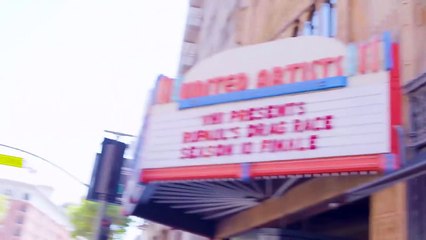 UNITED ARTISTS
VH1 PRESENTS
RUPAUL'S DRAG RACE
SEASON 10 FINALE